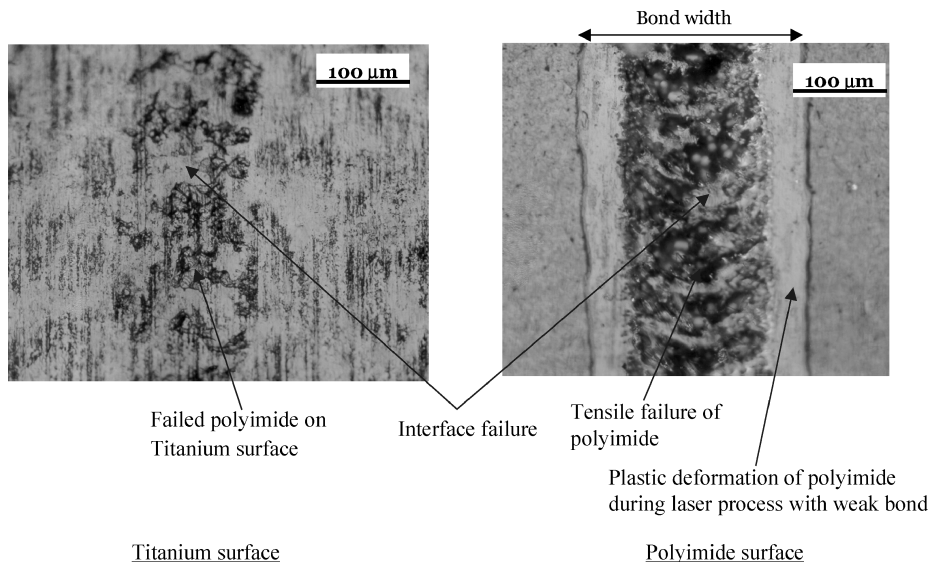 Bond width
100 µm
100 µm
Failed polyimide on
Titanium surface
Interface failure
Tensile failure of
polyimide
Plastic deformation of polyimide
during laser process with weak bond
Titanium surface
Polyimide surface